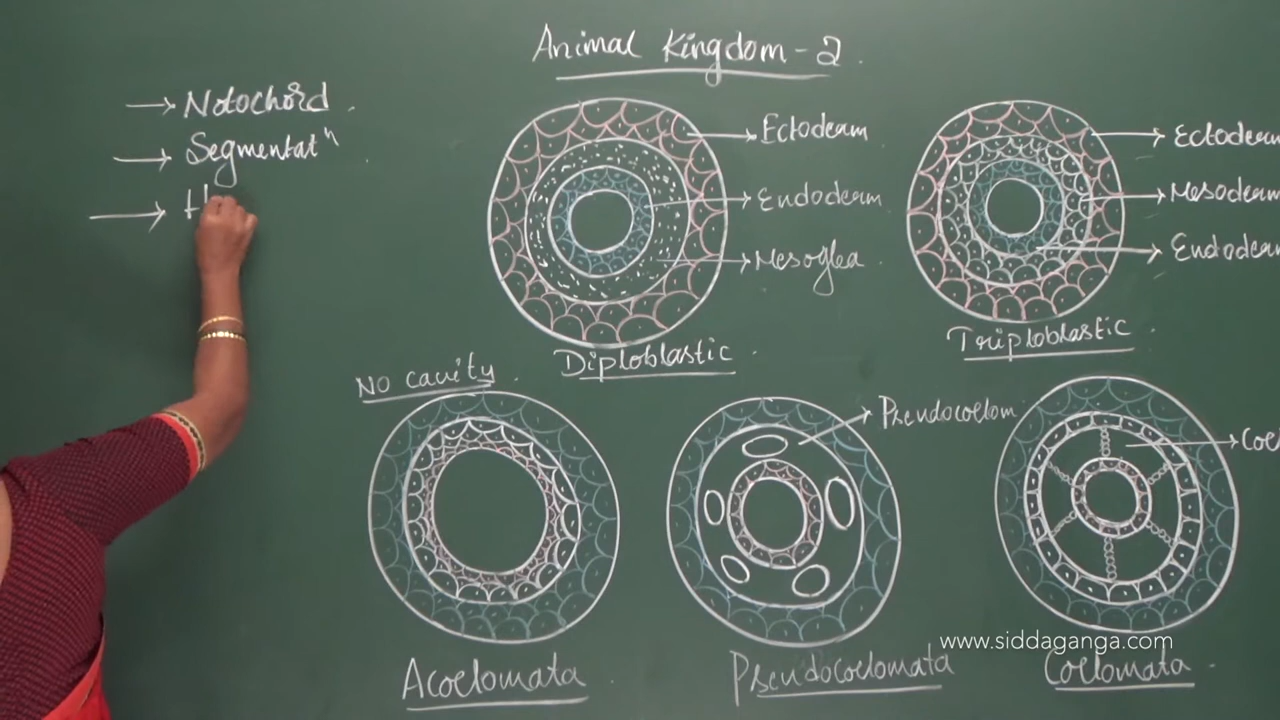 Animal Kingdom-2.
→ Notochord.
→ Segmentatⁿ.
→ H
Ectoderm
Endoderm
Mesoglea
Diploblastic.
Ectoderm
Mesoderm
Endoderm
Triploblastic.
No cavity.
Pseudocoelom.
Coel
Acoelomata.
Pseudocoelomata
Coelomata.
www.siddaganga.com